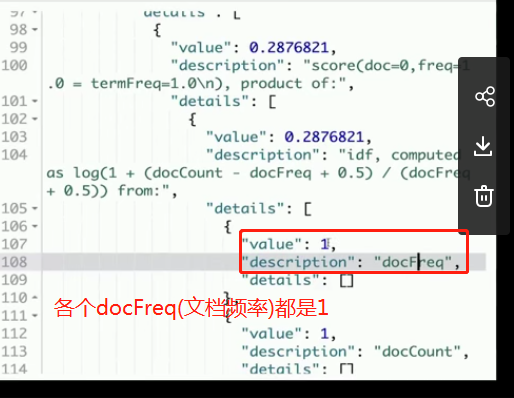 97
details : [
98 {
99 "value": 0.2876821,
100 "description": "score(doc=0,freq=1
.0 = termFreq=1.0\n), product of:",
101 "details": [
102 {
103 "value": 0.2876821,
104 "description": "idf, computed
as log(1 + (docCount - docFreq + 0.5) / (docFreq
+ 0.5)) from:",
105 "details": [
106 {
107 "value": 1,
108 "description": "docFreq",
109 "details": []
110 },
各个docFreq(文档频率)都是1
111 {
112 "value": 1,
113 "description": "docCount",
114 "details": []